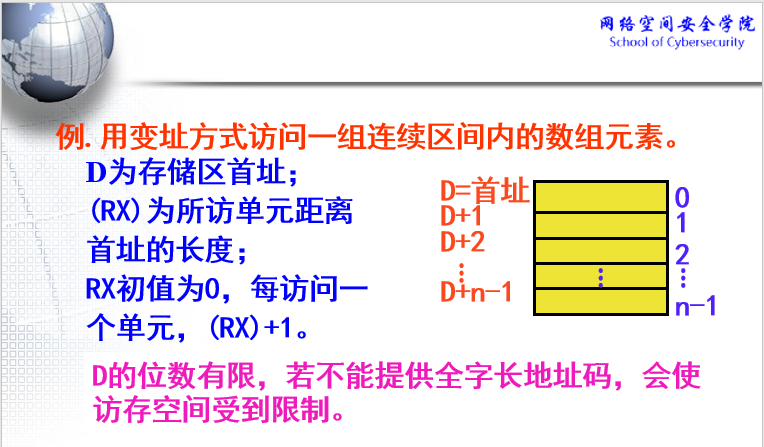 网络空间安全学院
School of Cybersecurity
例. 用变址方式访问一组连续区间内的数组元素。
D为存储区首址;
(RX)为所访单元距离
首址的长度;
RX初值为0，每访问一
个单元，(RX)+1。
D=首址
D+1
D+2
⋮
D+n-1
⋮
0
1
2
⋮
n-1
D的位数有限，若不能提供全字长地址码，会使
访存空间受到限制。